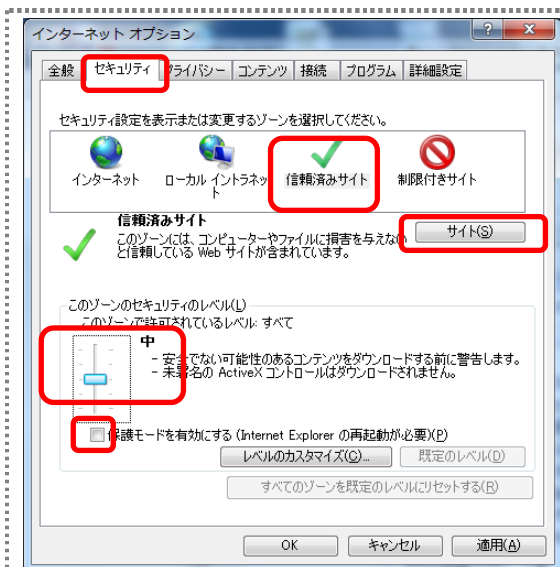 インターネット オプション
全般 セキュリティ プライバシー コンテンツ 接続 プログラム 詳細設定
セキュリティ設定を表示または変更するゾーンを選択してください。
インターネット
ローカル イントラネット
信頼済みサイト
制限付きサイト
信頼済みサイト
このゾーンには、コンピューターやファイルに損害を与えない
と信頼している Web サイトが含まれています。
サイト(S)
このゾーンのセキュリティのレベル(L)
このゾーンで許可されているレベル: すべて
中
- 安全でない可能性のあるコンテンツをダウンロードする前に警告します。
- 未署名の ActiveX コントロールはダウンロードされません。
保護モードを有効にする (Internet Explorer の再起動が必要)(P)
レベルのカスタマイズ(C)... 既定のレベル(D)
すべてのゾーンを既定のレベルにリセットする(R)
OK キャンセル 適用(A)